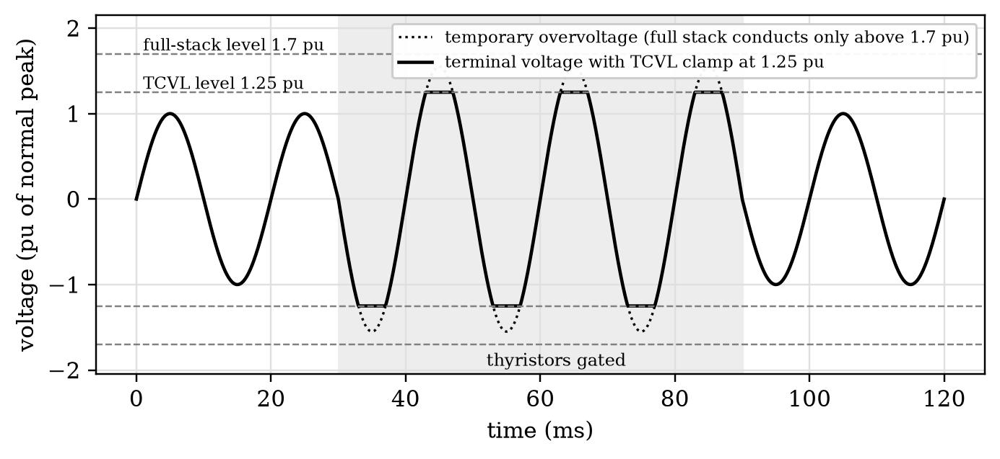 temporary overvoltage (full stack conducts only above 1.7 pu)
terminal voltage with TCVL clamp at 1.25 pu
full-stack level 1.7 pu
TCVL level 1.25 pu
thyristors gated
voltage (pu of normal peak)
2
1
0
−1
−2
0 20 40 60 80 100 120
time (ms)